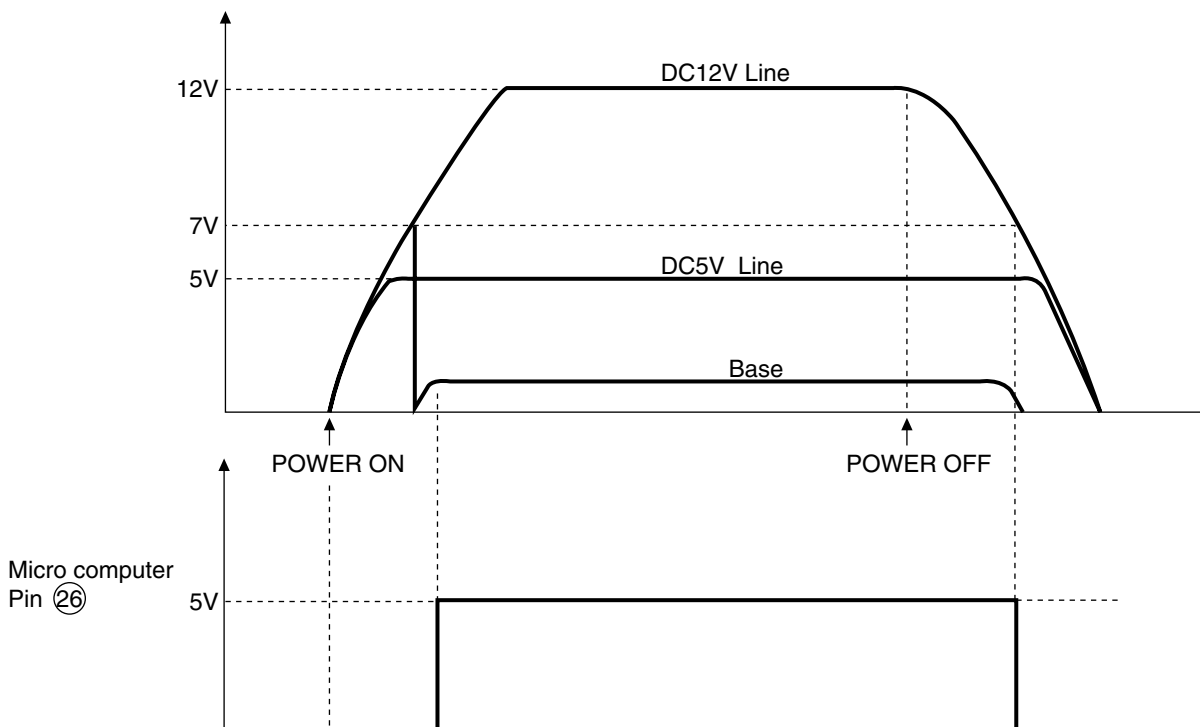 DC12V Line
12V
7V
DC5V Line
5V
Base
POWER ON
POWER OFF
Micro computer
Pin 26
5V